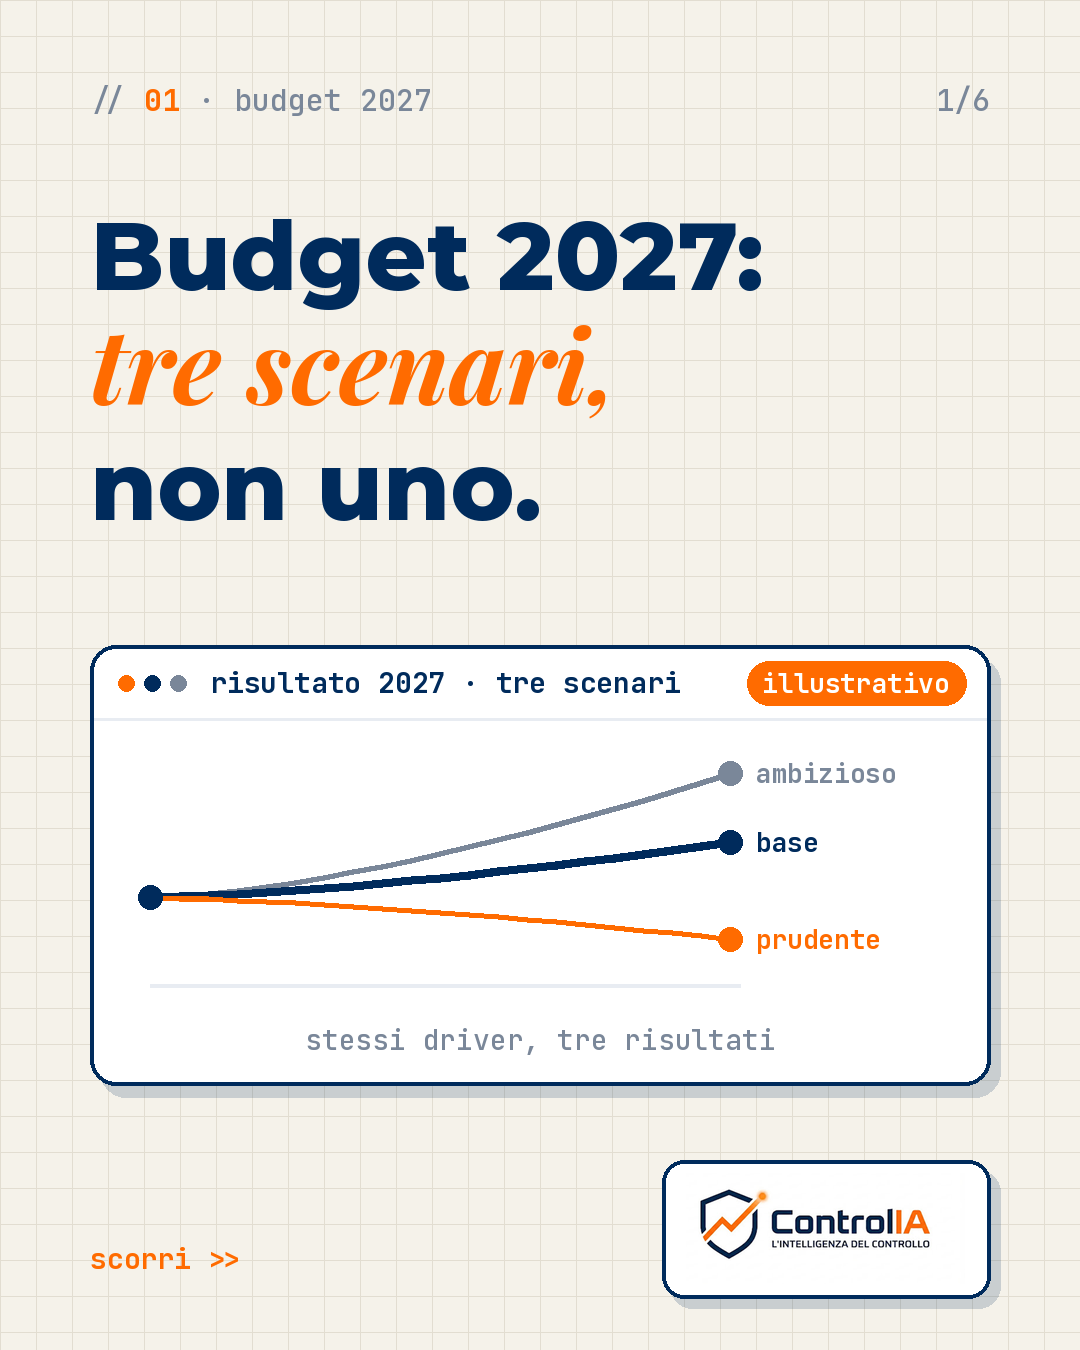 // 01 · budget 2027
1/6
Budget 2027:
tre scenari,
non uno.
risultato 2027 · tre scenari
illustrativo
ambizioso
base
prudente
stessi driver, tre risultati
scorri >>
ControlIA
L'INTELLIGENZA DEL CONTROLLO